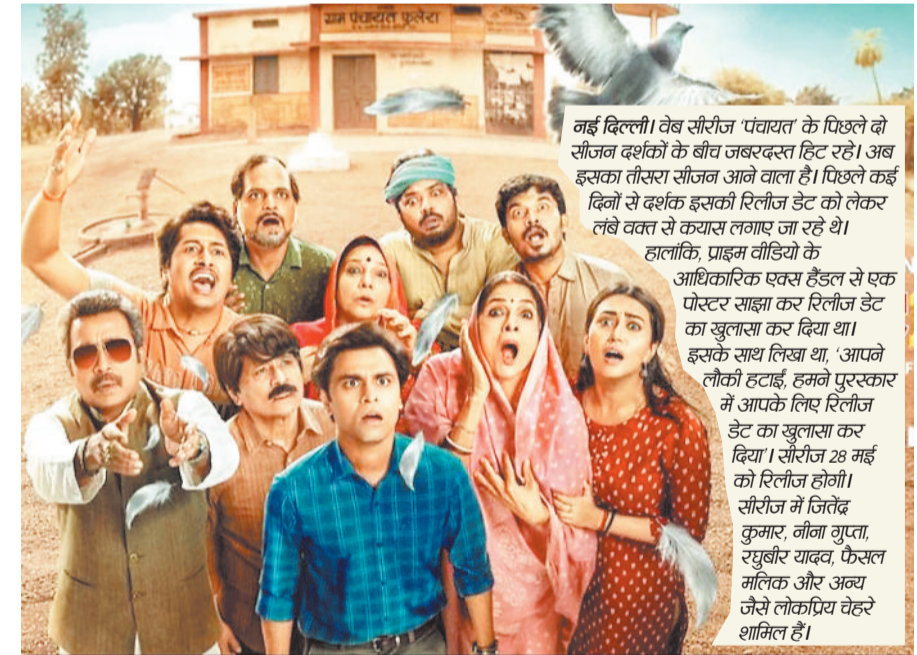 ग्राम पंचायत फुलेरा
नई दिल्ली। वेब सीरीज 'पंचायत' के पिछले दो
सीजन दर्शकों के बीच जबरदस्त हिट रहे। अब
इसका तीसरा सीजन आने वाला है। पिछले कई
दिनों से दर्शक इसकी रिलीज डेट को लेकर
लंबे वक्त से कयास लगाए जा रहे थे।
हालांकि, प्राइम वीडियो के
आधिकारिक एक्स हैंडल से एक
पोस्टर साझा कर रिलीज डेट
का खुलासा कर दिया था।
इसके साथ लिखा था, 'आपने
लौकी हटाई, हमने पुरस्कार
में आपके लिए रिलीज
डेट का खुलासा कर
दिया'। सीरीज 28 मई
को रिलीज होगी।
सीरीज में जितेंद्र
कुमार, नीना गुप्ता,
रघुबीर यादव, फैसल
मलिक और अन्य
जैसे लोकप्रिय चेहरे
शामिल हैं।